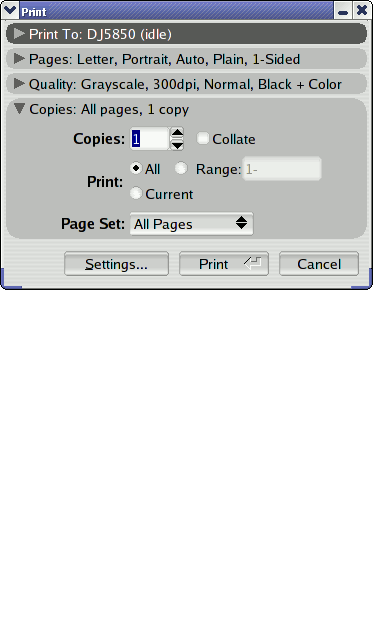 Print
Print To: DJ5850 (idle)
Pages: Letter, Portrait, Auto, Plain, 1-Sided
Quality: Grayscale, 300dpi, Normal, Black + Color
Copies: All pages, 1 copy
Copies: 1 Collate
Print: All Range: 1-
Current
Page Set: All Pages
Settings... Print Cancel